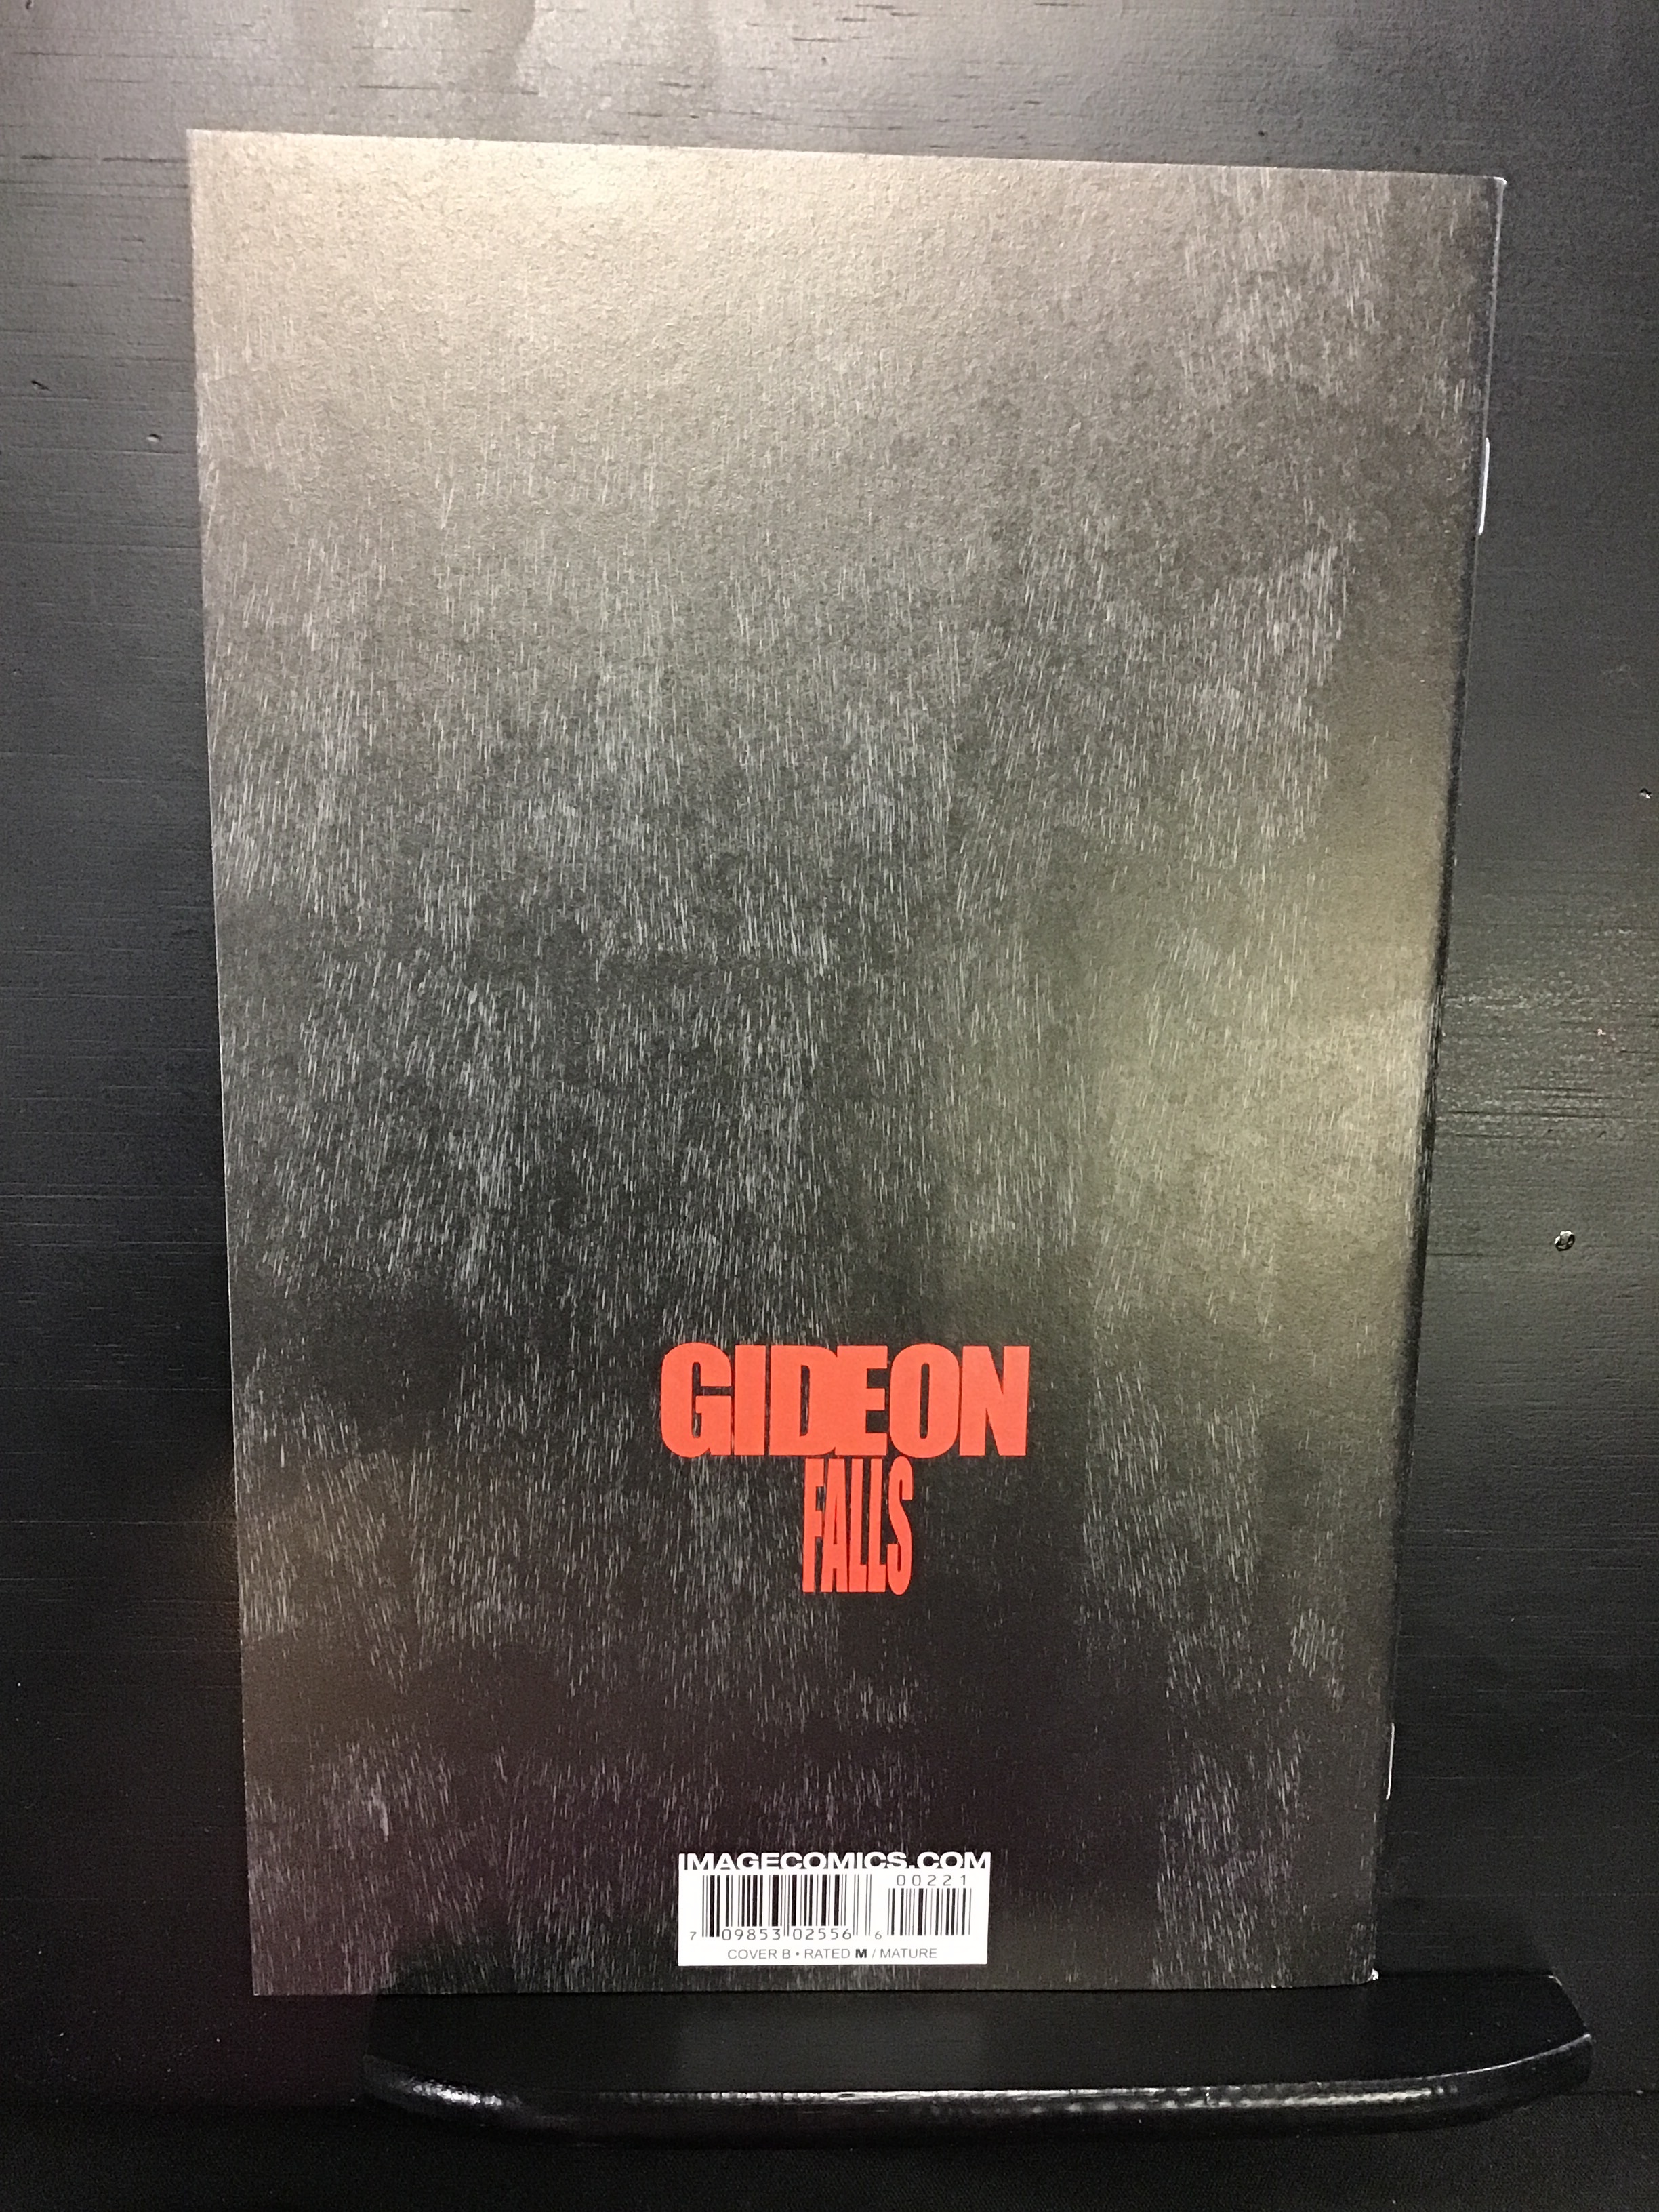 GIDEON
FALLS
IMAGECOMICS.COM
00221
7 09853 02556 6
COVER B • RATED M / MATURE